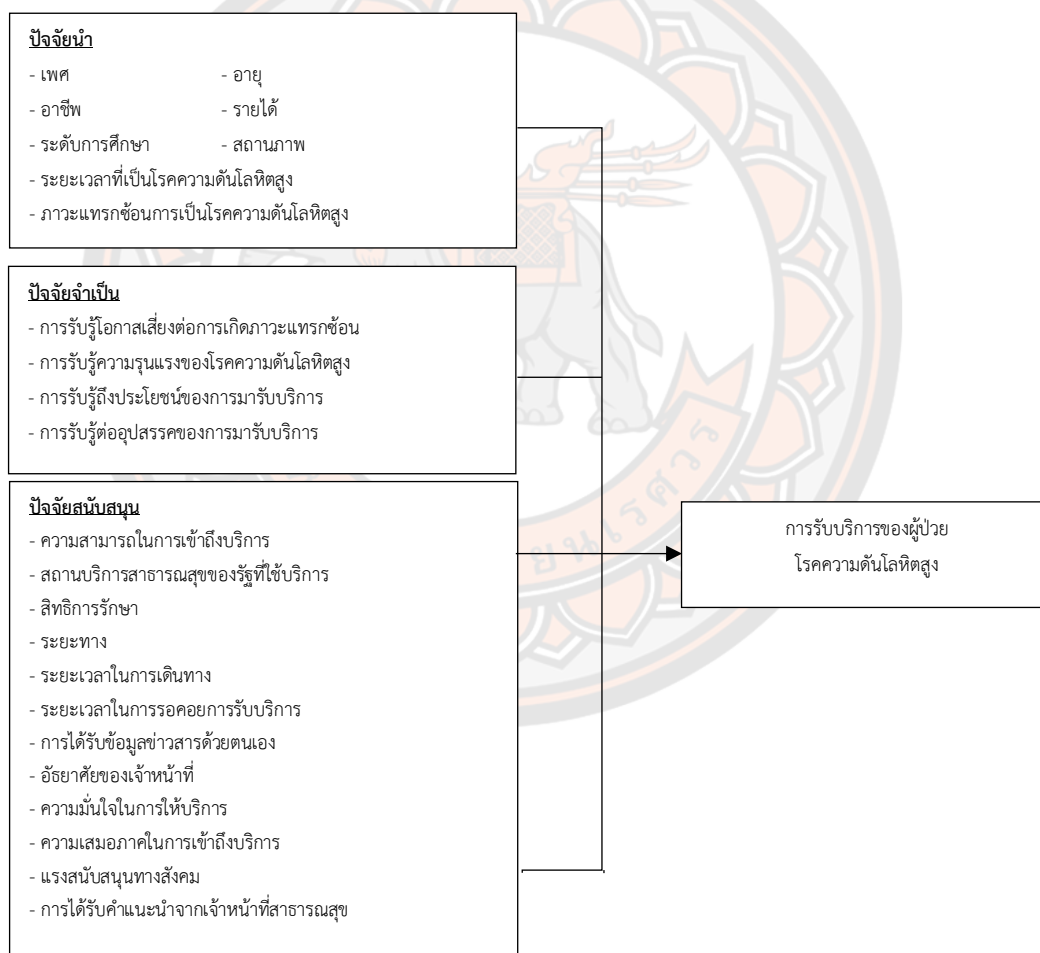 ปัจจัยนำ
- เพศ - อายุ
- อาชีพ - รายได้
- ระดับการศึกษา - สถานภาพ
- ระยะเวลาที่เป็นโรคความดันโลหิตสูง
- ภาวะแทรกซ้อนการเป็นโรคความดันโลหิตสูง
ปัจจัยจำเป็น
- การรับรู้โอกาสเสี่ยงต่อการเกิดภาวะแทรกซ้อน
- การรับรู้ความรุนแรงของโรคความดันโลหิตสูง
- การรับรู้ถึงประโยชน์ของการมารับบริการ
- การรับรู้ต่ออุปสรรคของการมารับบริการ
ปัจจัยสนับสนุน
- ความสามารถในการเข้าถึงบริการ
- สถานบริการสาธารณสุขของรัฐที่ใช้บริการ
- สิทธิการรักษา
- ระยะทาง
- ระยะเวลาในการเดินทาง
- ระยะเวลาในการรอคอยการรับบริการ
- การได้รับข้อมูลข่าวสารด้วยตนเอง
- อัธยาศัยของเจ้าหน้าที่
- ความมั่นใจในการให้บริการ
- ความเสมอภาคในการเข้าถึงบริการ
- แรงสนับสนุนทางสังคม
- การได้รับคำแนะนำจากเจ้าหน้าที่สาธารณสุข
การรับบริการของผู้ป่วย
โรคความดันโลหิตสูง
ยนเรศวร